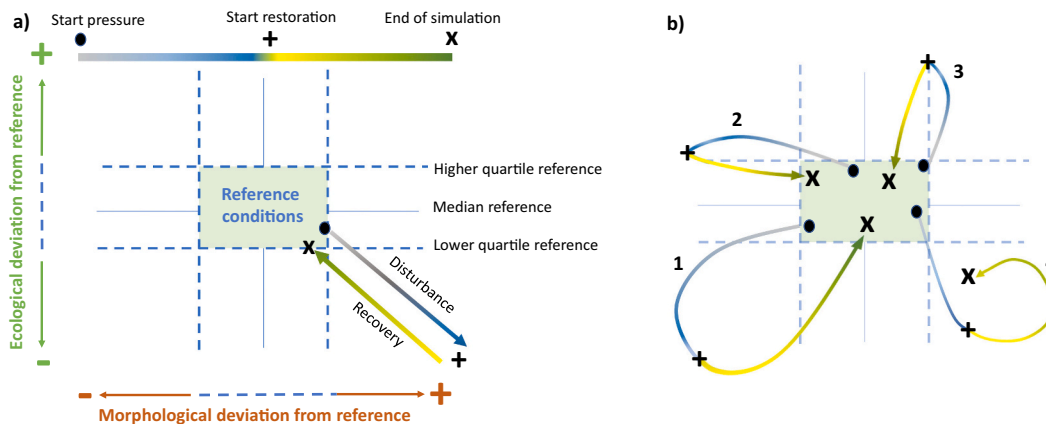 a)
Start pressure
Start restoration
End of simulation
+
x
+
Ecological deviation from reference
-
Higher quartile reference
Median reference
Lower quartile reference
Reference
conditions
x
Disturbance
Recovery
+
-
+
Morphological deviation from reference
b)
+
3
2
+
x
x
1
x
x
+
+